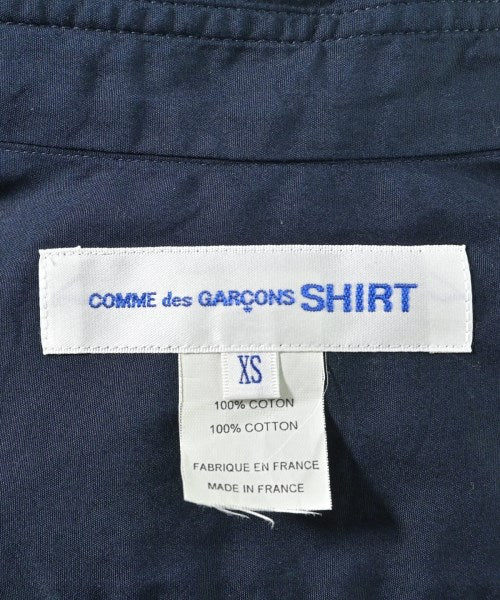 COMME des GARÇONS SHIRT
XS
100% COTON
100% COTTON
FABRIQUE EN FRANCE
MADE IN FRANCE